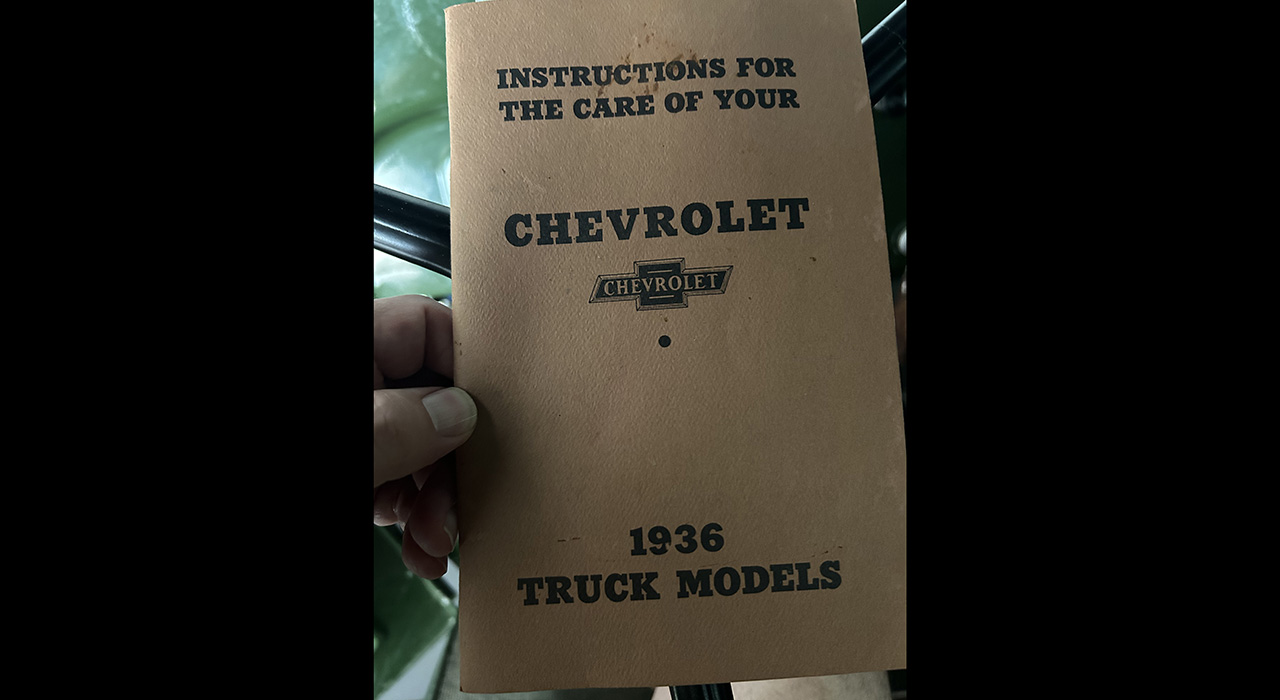 INSTRUCTIONS FOR
THE CARE OF YOUR
CHEVROLET
CHEVROLET
1936
TRUCK MODELS